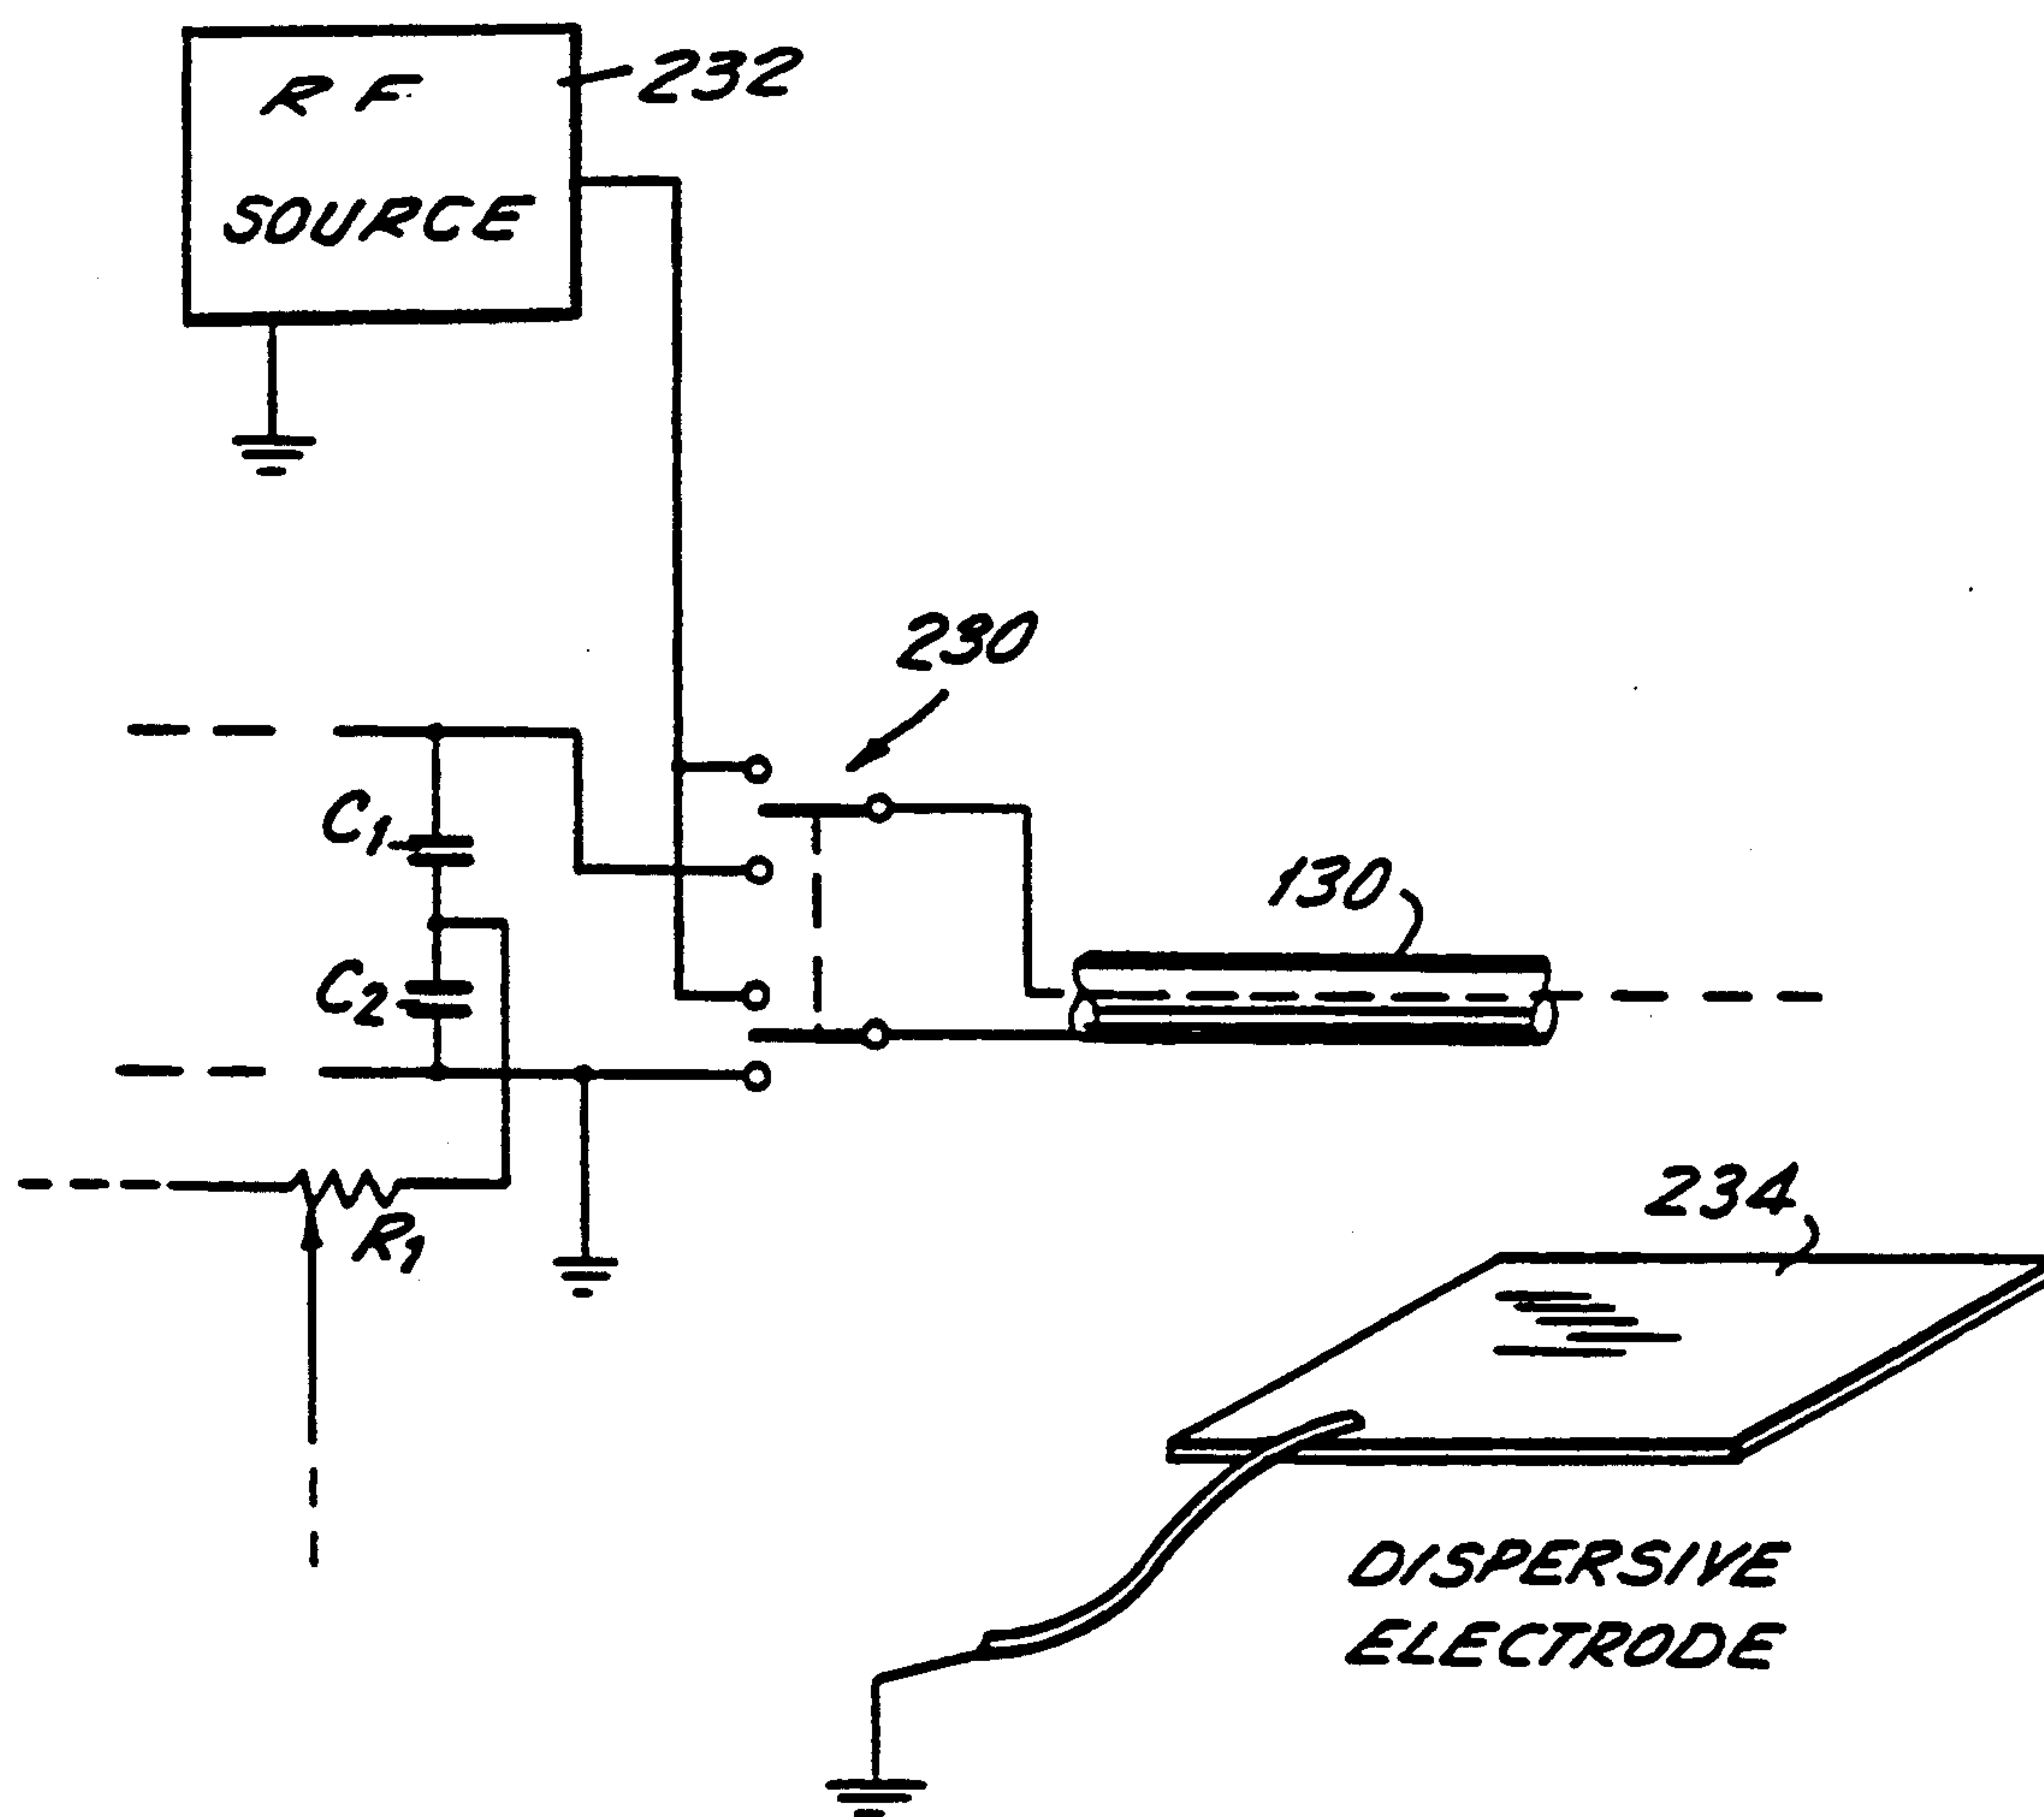 RF
SOURCE
232
230
C1
130
C2
234
R1
DISPERSIVE
ELECTRODE